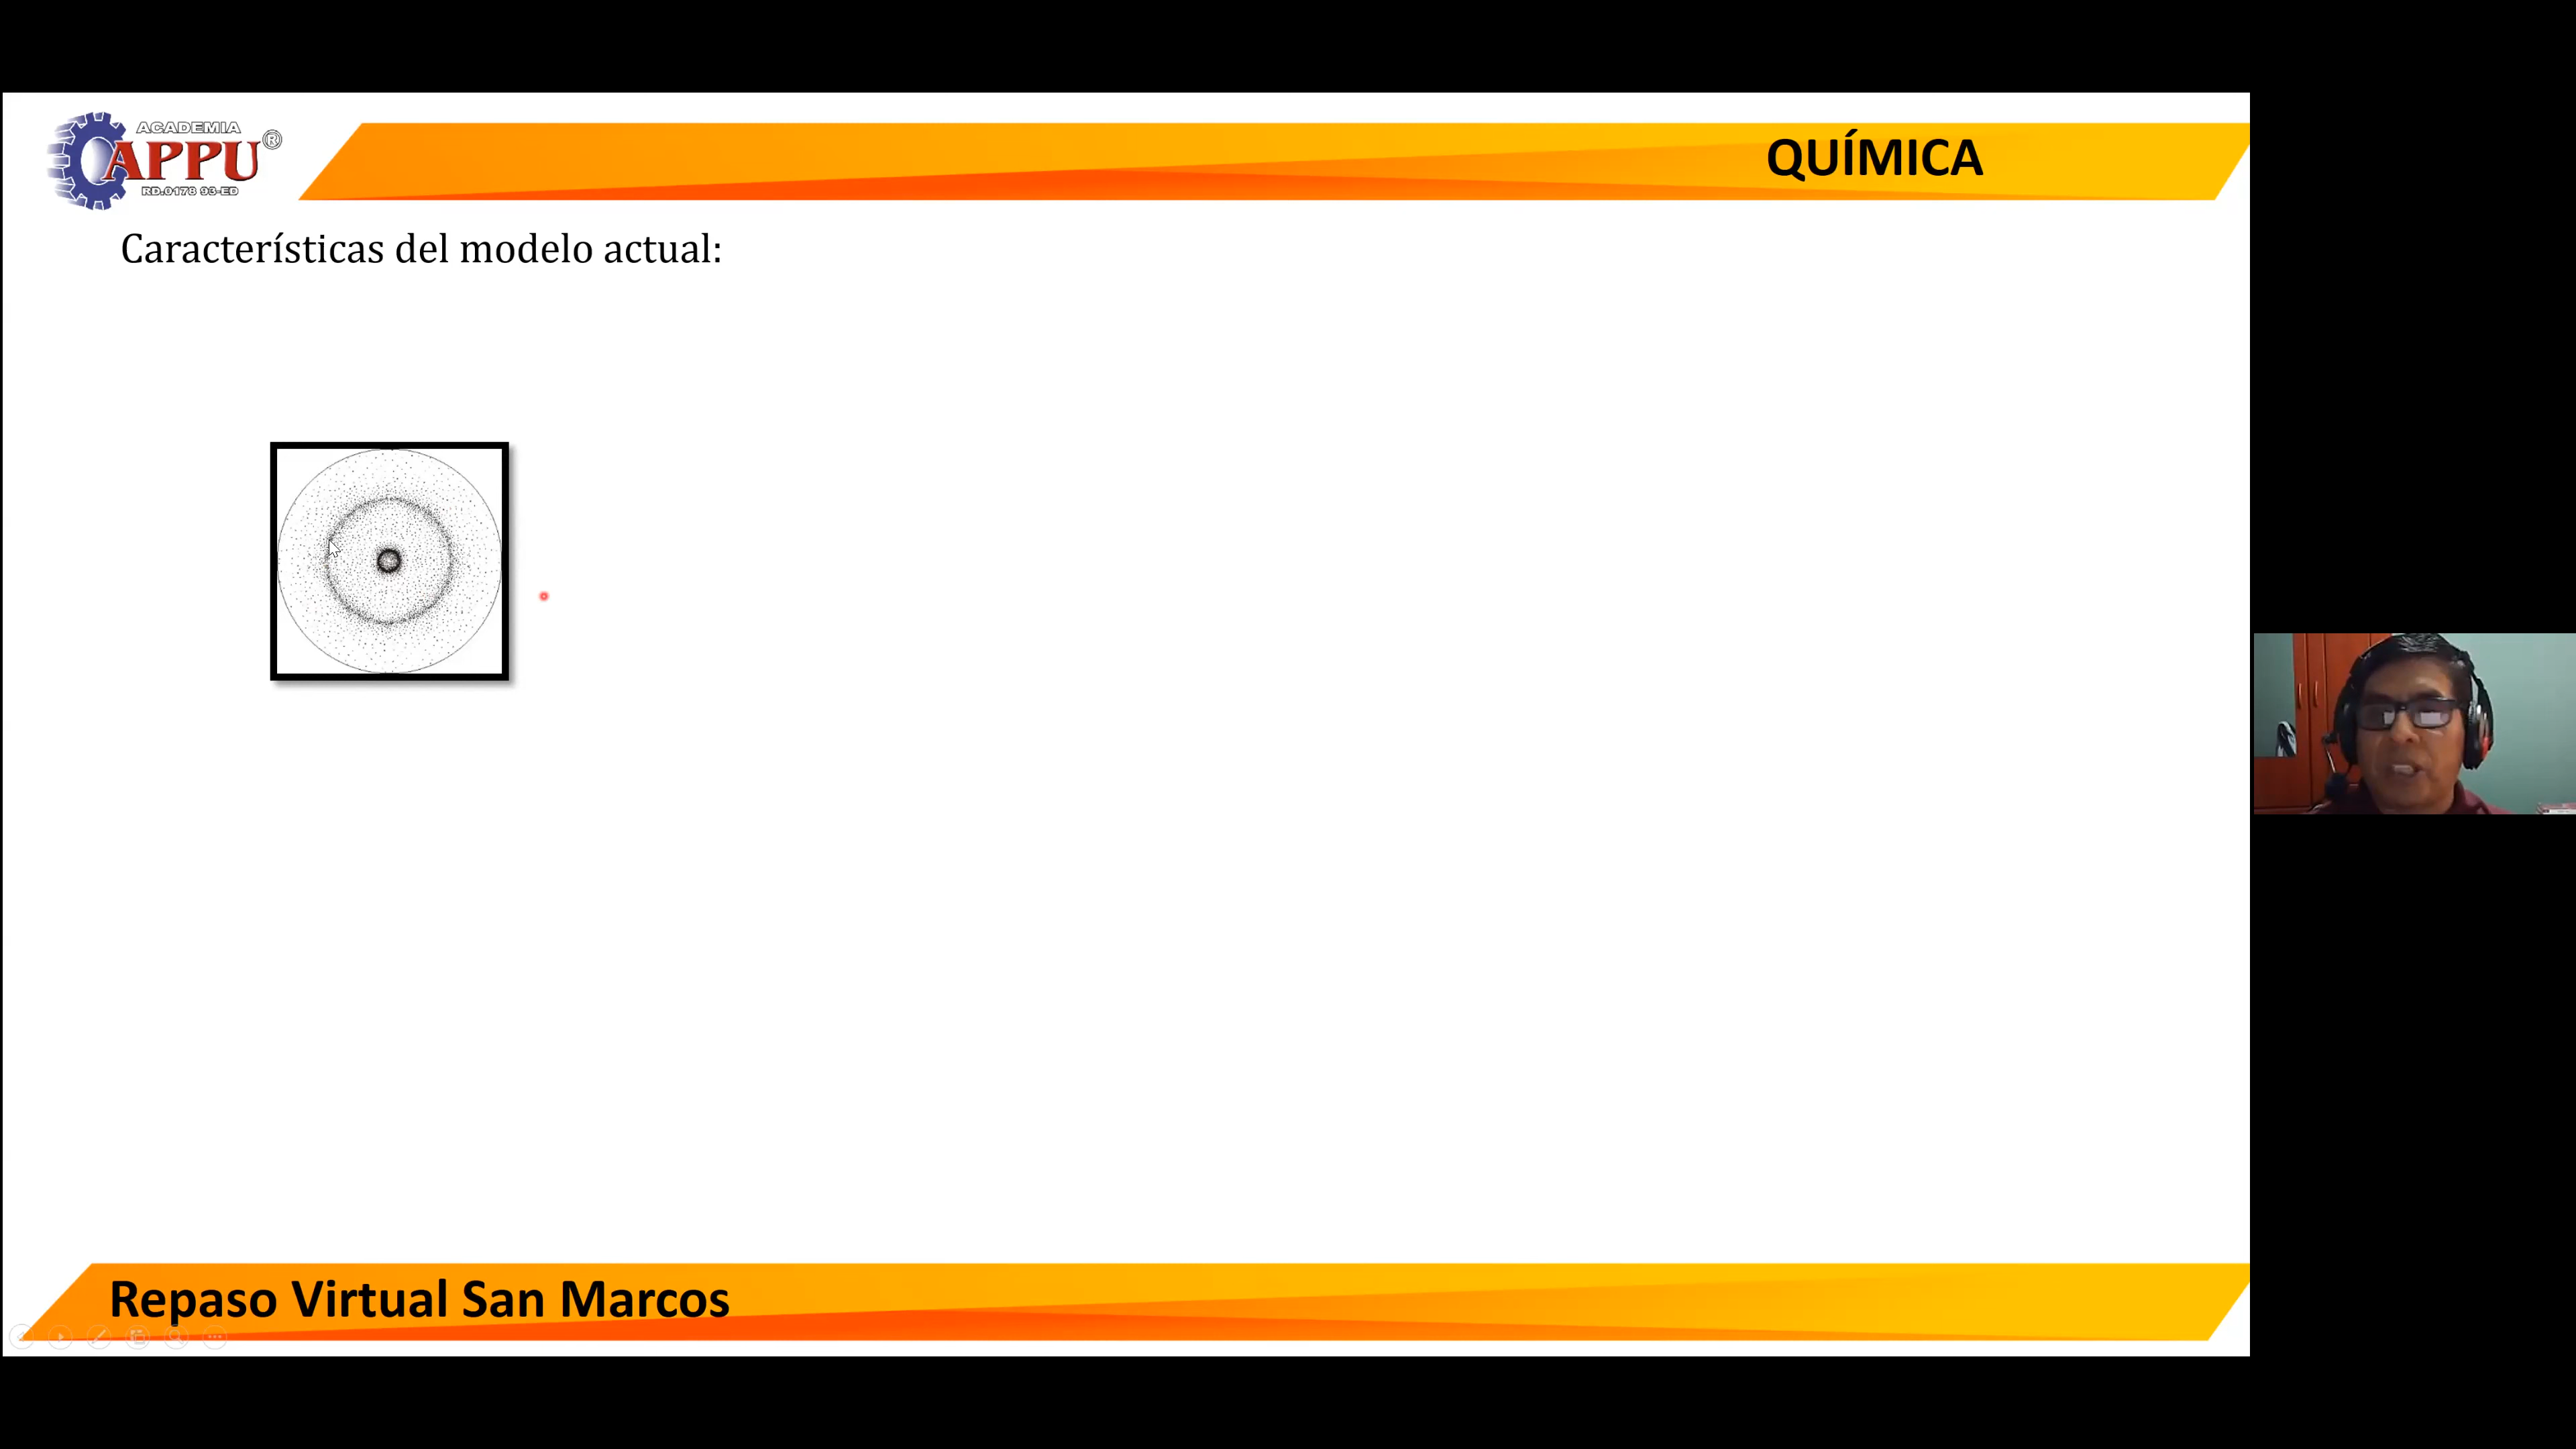 ACADEMIA
APPU®
RD.0178 93-ED
QUÍMICA
Características del modelo actual:
Repaso Virtual San Marcos